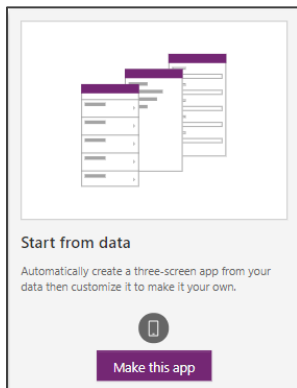 Start from data
Automatically create a three-screen app from your
data then customize it to make it your own.
Make this app